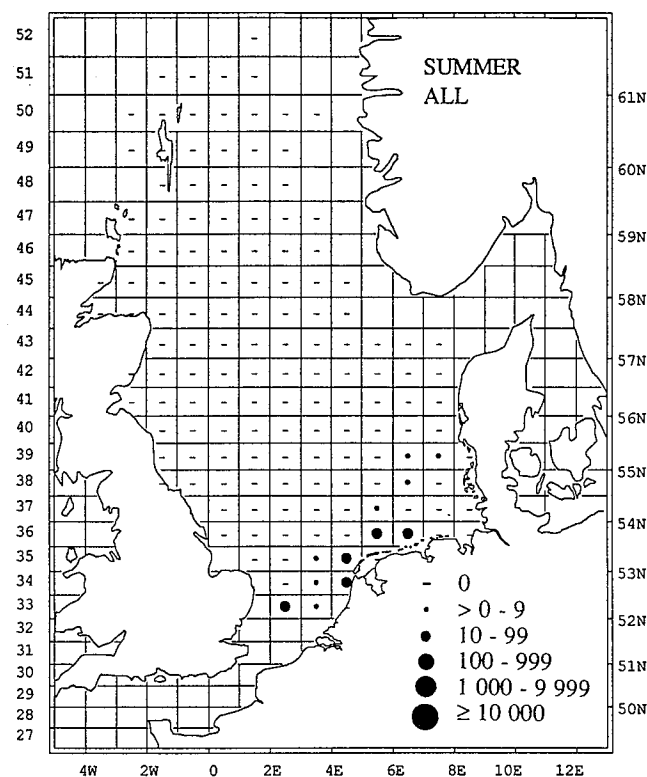 52
51
50
49
48
47
46
45
44
43
42
41
40
39
38
37
36
35
34
33
32
31
30
29
28
27
SUMMER
ALL
61N
60N
59N
58N
57N
56N
55N
54N
53N
52N
51N
50N
- 0
> 0 - 9
10 - 99
100 - 999
1 000 - 9 999
≥ 10 000
4W 2W 0 2E 4E 6E 8E 10E 12E